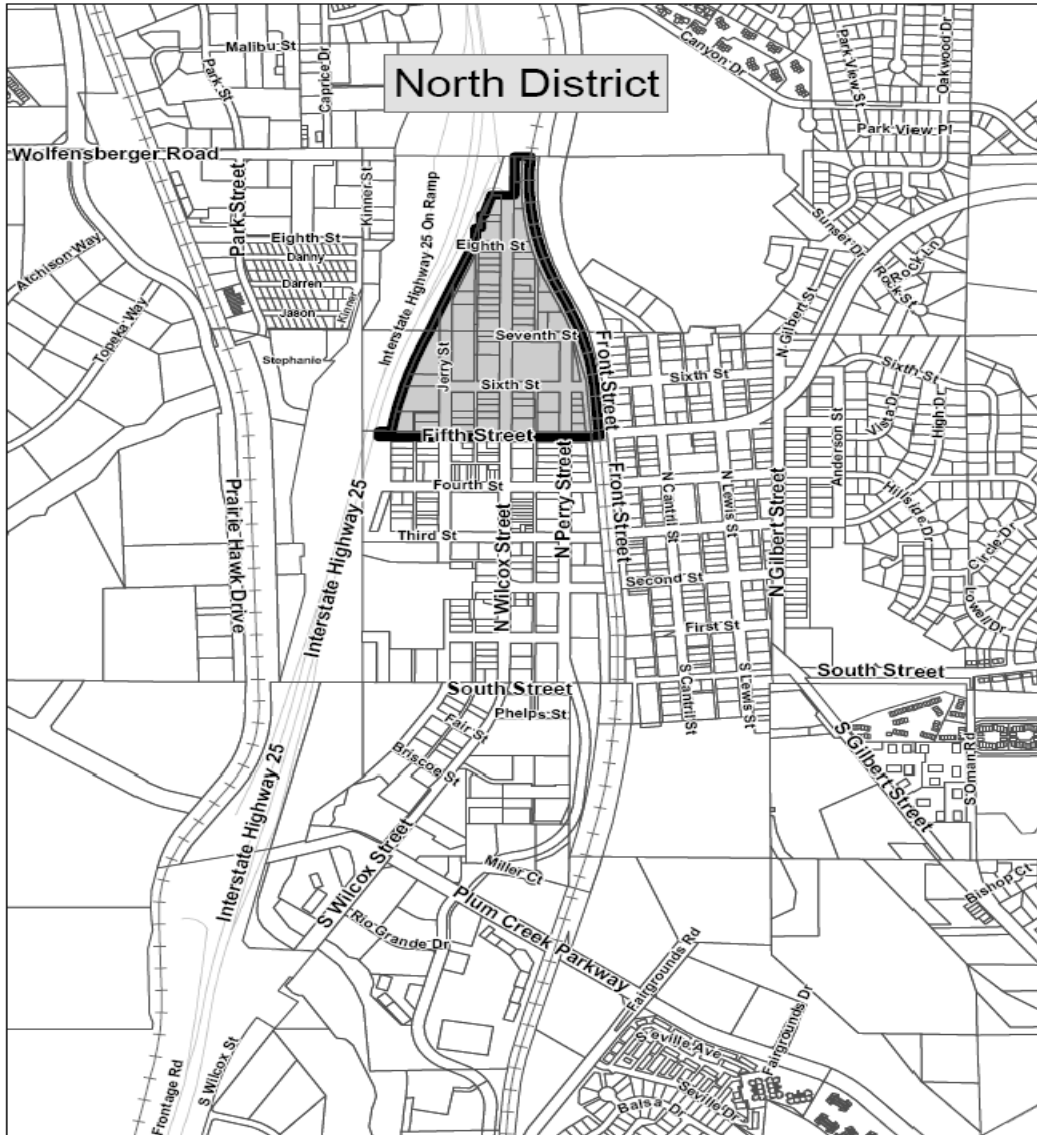 Malibu St
Park St
Caprice Dr
North District
Canyon Dr
Park View St
Oakwood Dr
Park View Pl
Wolfensberger Road
Park Street
Kinner St
Interstate Highway 25 On Ramp
Eighth St
Danny
Darren
Jason
Kinner
Stephanie
Atchison Way
Topeka Way
Eighth St
Seventh St
Jerry St
Sixth St
Fifth Street
Front Street
Sunset Dr
Rock Ln
Rock St
N Gilbert St
Sixth St
Sixth St
Vista Dr
High Dr
Anderson St
Hillside Dr
Circle Dr
Lowell Dr
Prairie Hawk Drive
Interstate Highway 25
Fourth St
Third St
N Wilcox Street
N Perry Street
Front Street
N Cantril St
N Lewis St
N Gilbert Street
Second St
First St
S Cantril St
S Lewis St
South Street
South Street
Phelps St
Fair St
Briscoe St
S Gilbert Street
S Oman Rd
Interstate Highway 25
S Wilcox Street
Miller Ct
Plum Creek Parkway
Rio Grande Dr
Bishop Ct
Fairgrounds Rd
Fairgrounds Dr
S eville Ave
Seville Dr
Balsa Dr
S Wilcox St
Frontage Rd